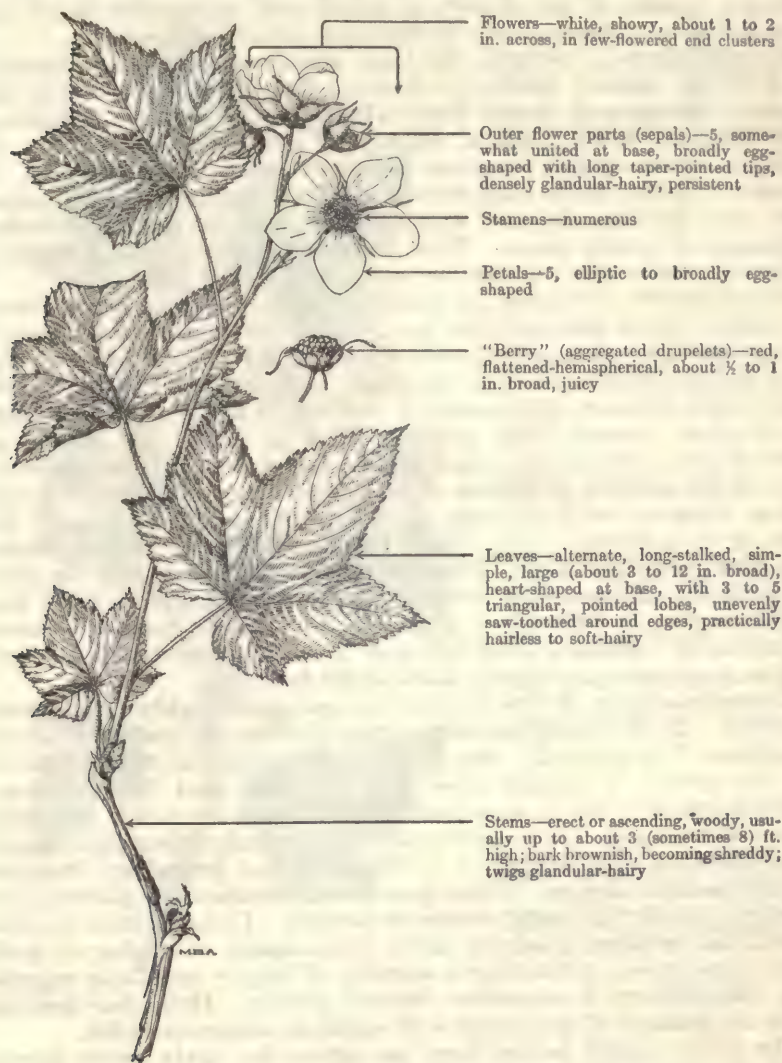 Flowers—white, showy, about 1 to 2
in. across, in few-flowered end clusters
Outer flower parts (sepals)—5, some-
what united at base, broadly egg-
shaped with long taper-pointed tips,
densely glandular-hairy, persistent
Stamens—numerous
Petals—5, elliptic to broadly egg-
shaped
"Berry" (aggregated drupelets)—red,
flattened-hemispherical, about ½ to 1
in. broad, juicy
Leaves—alternate, long-stalked, sim-
ple, large (about 3 to 12 in. broad),
heart-shaped at base, with 3 to 5
triangular, pointed lobes, unevenly
saw-toothed around edges, practically
hairless to soft-hairy
Stems—erect or ascending, woody, usu-
ally up to about 3 (sometimes 8) ft.
high; bark brownish, becoming shreddy;
twigs glandular-hairy
M.B.A.